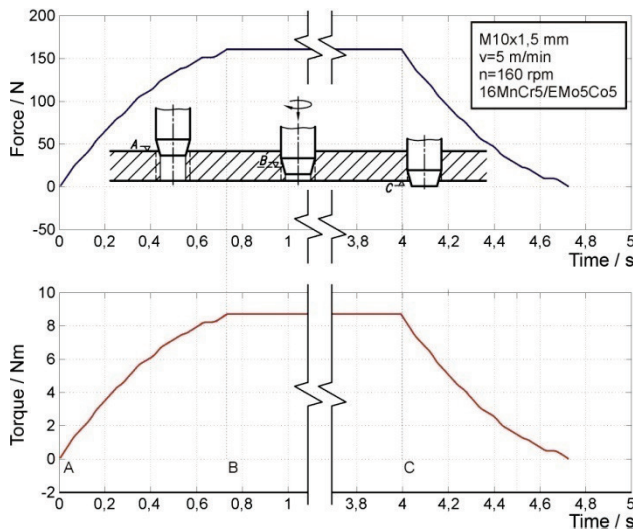 200
150
100
50
0
-50
Force / N
M10x1,5 mm
v=5 m/min
n=160 rpm
16MnCr5/EMo5Co5
A
B
C
0 0,2 0,4 0,6 0,8 1 3,8 4 4,2 4,4 4,6 4,8 5
Time / s
10
8
6
4
2
0
-2
Torque / Nm
A B C
0 0,2 0,4 0,6 0,8 1 3,8 4 4,2 4,4 4,6 4,8 5
Time / s